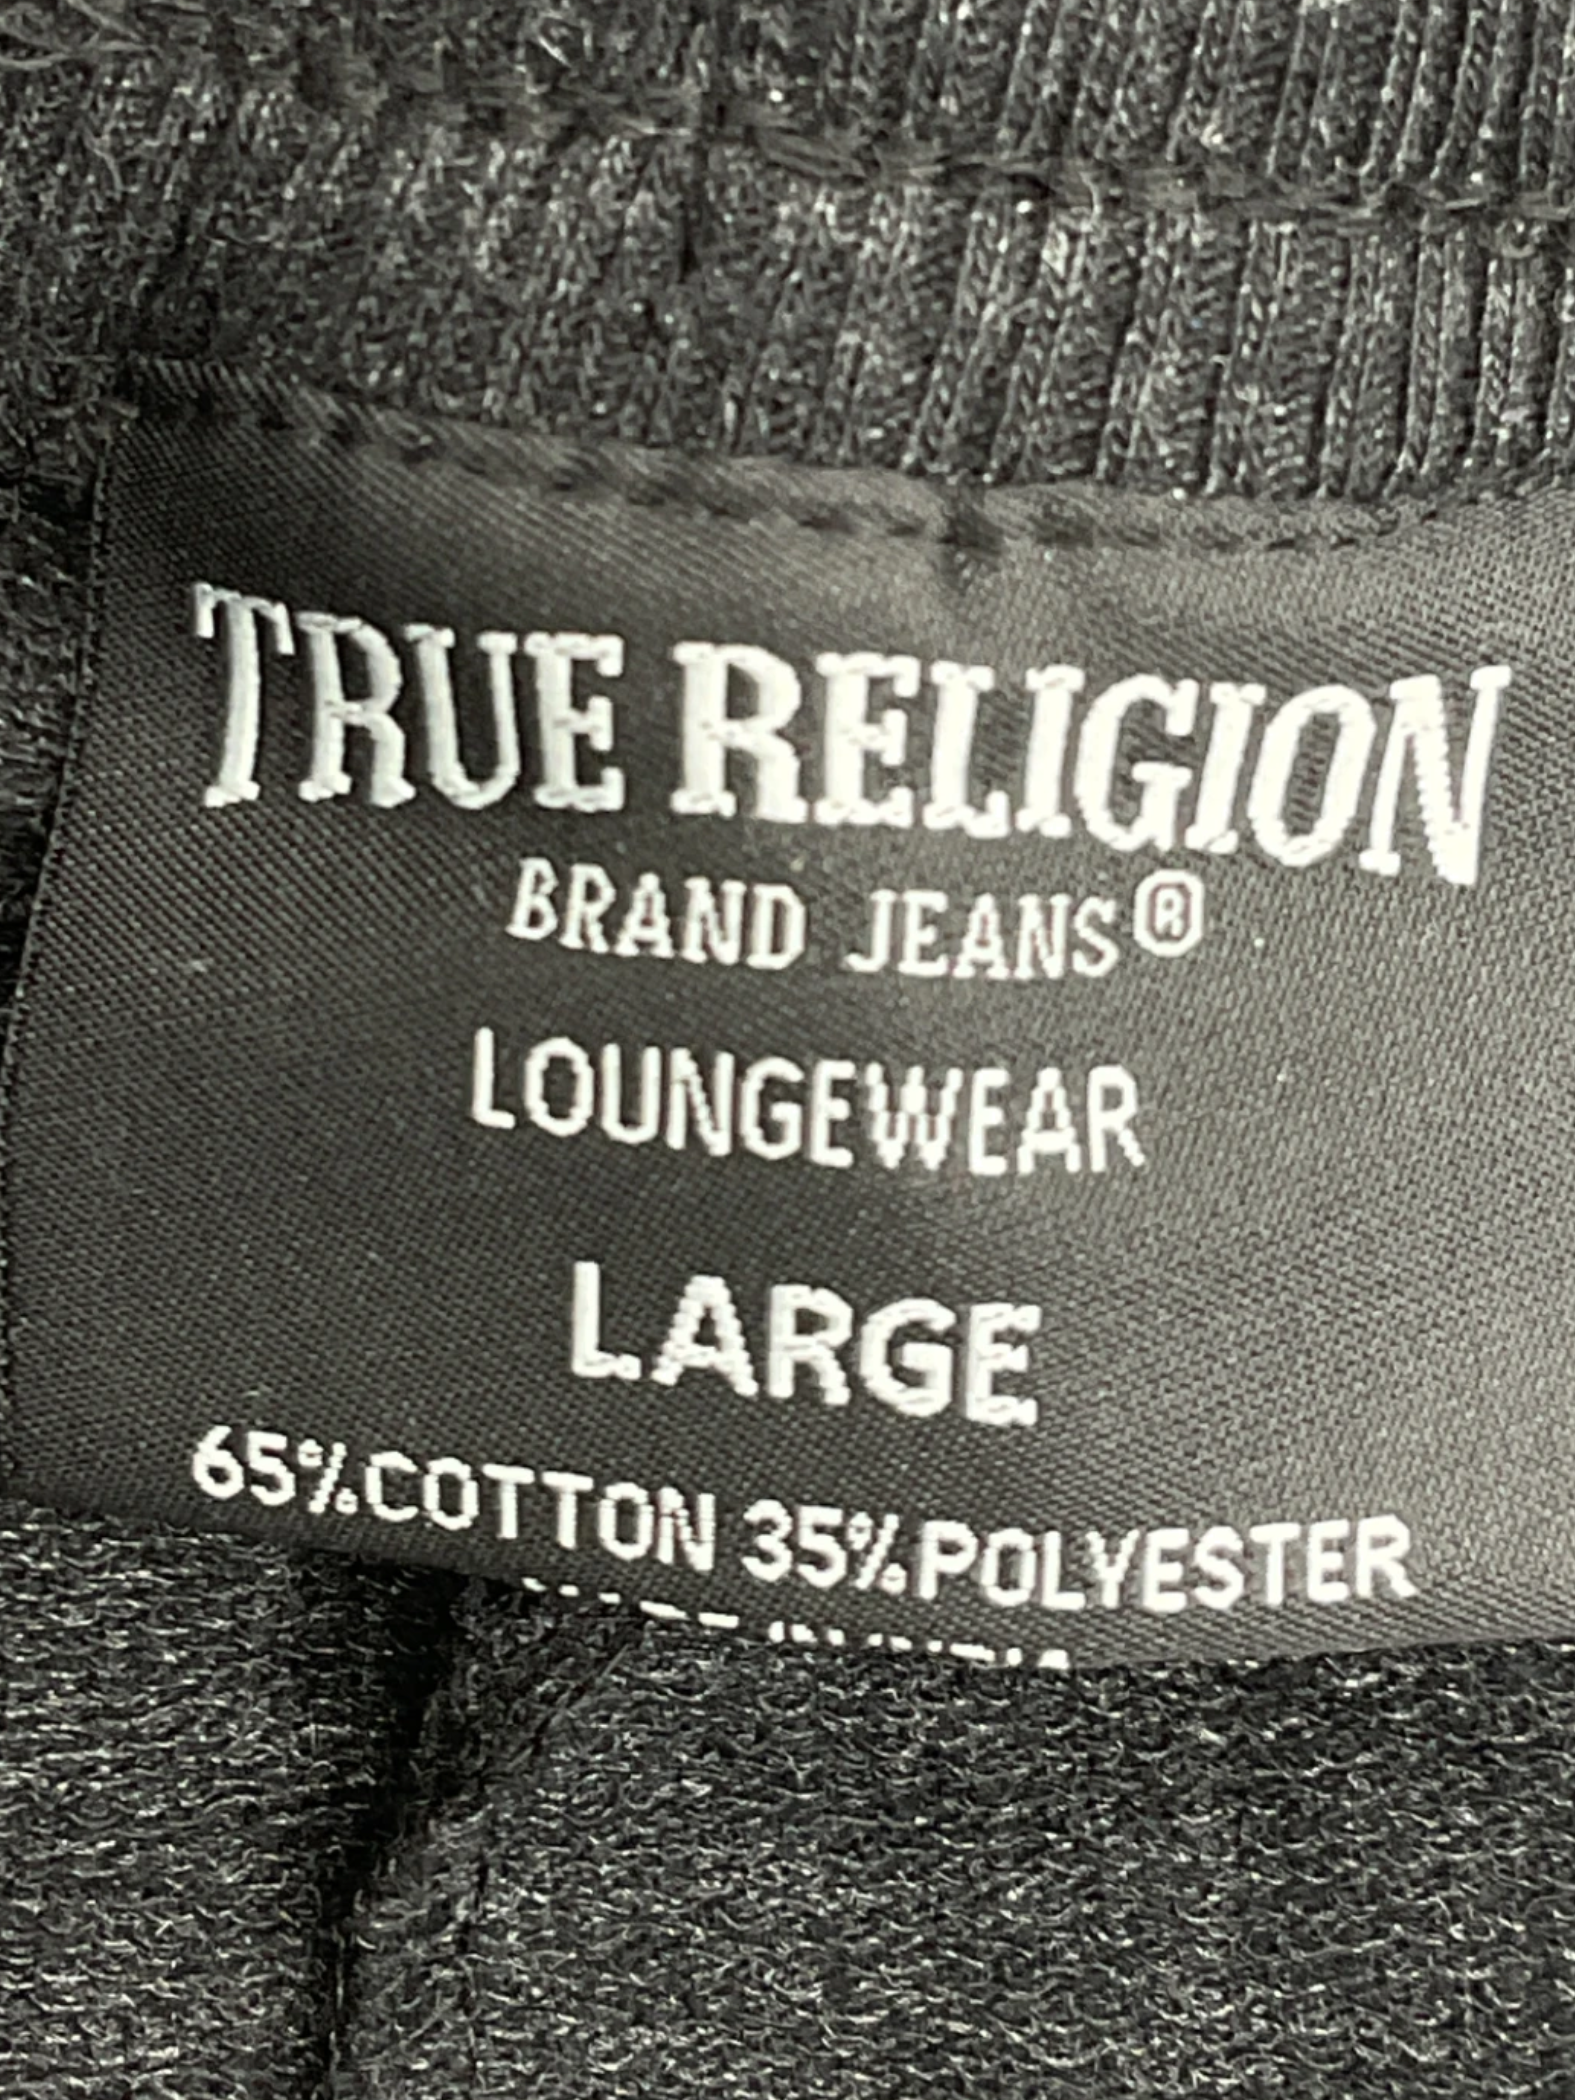 TRUE RELIGION
BRAND JEANS®
LOUNGEWEAR
LARGE
65%COTTON 35%POLYESTER